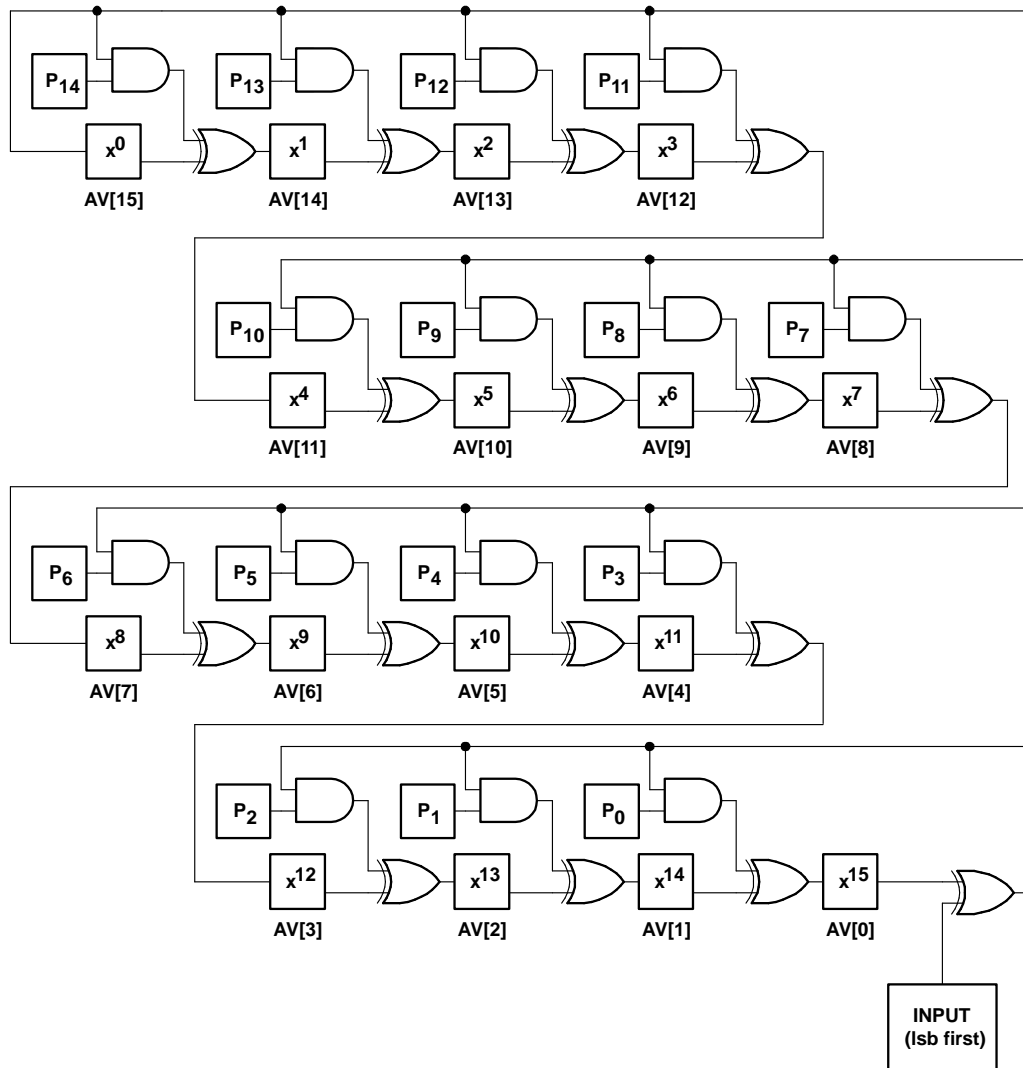 P14 P13 P12 P11
x0 x1 x2 x3
AV[15] AV[14] AV[13] AV[12]
P10 P9 P8 P7
x4 x5 x6 x7
AV[11] AV[10] AV[9] AV[8]
P6 P5 P4 P3
x8 x9 x10 x11
AV[7] AV[6] AV[5] AV[4]
P2 P1 P0
x12 x13 x14 x15
AV[3] AV[2] AV[1] AV[0]
INPUT
(lsb first)